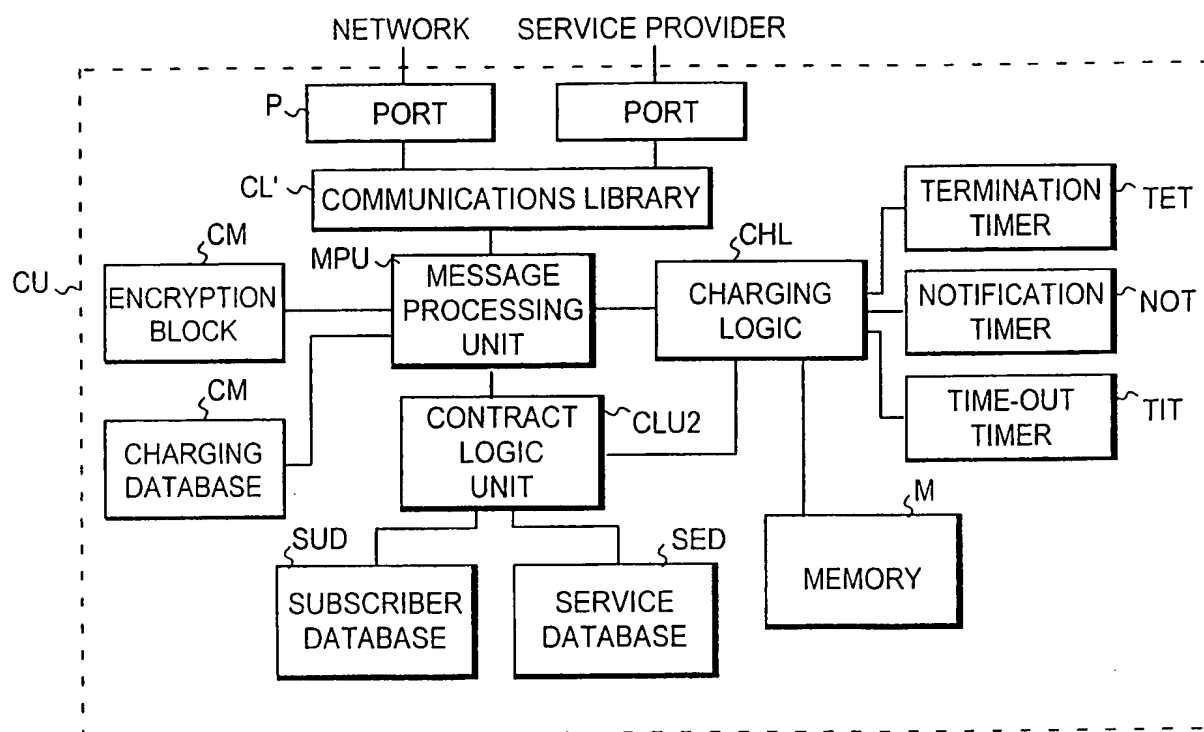 NETWORK
SERVICE PROVIDER
P
PORT
PORT
CL'
COMMUNICATIONS LIBRARY
TERMINATION
TIMER
TET
CU
CM
ENCRYPTION
BLOCK
MPU
MESSAGE
PROCESSING
UNIT
CHL
CHARGING
LOGIC
NOTIFICATION
TIMER
NOT
CM
CHARGING
DATABASE
CONTRACT
LOGIC
UNIT
CLU2
TIME-OUT
TIMER
TIT
SUD
SUBSCRIBER
DATABASE
SED
SERVICE
DATABASE
M
MEMORY